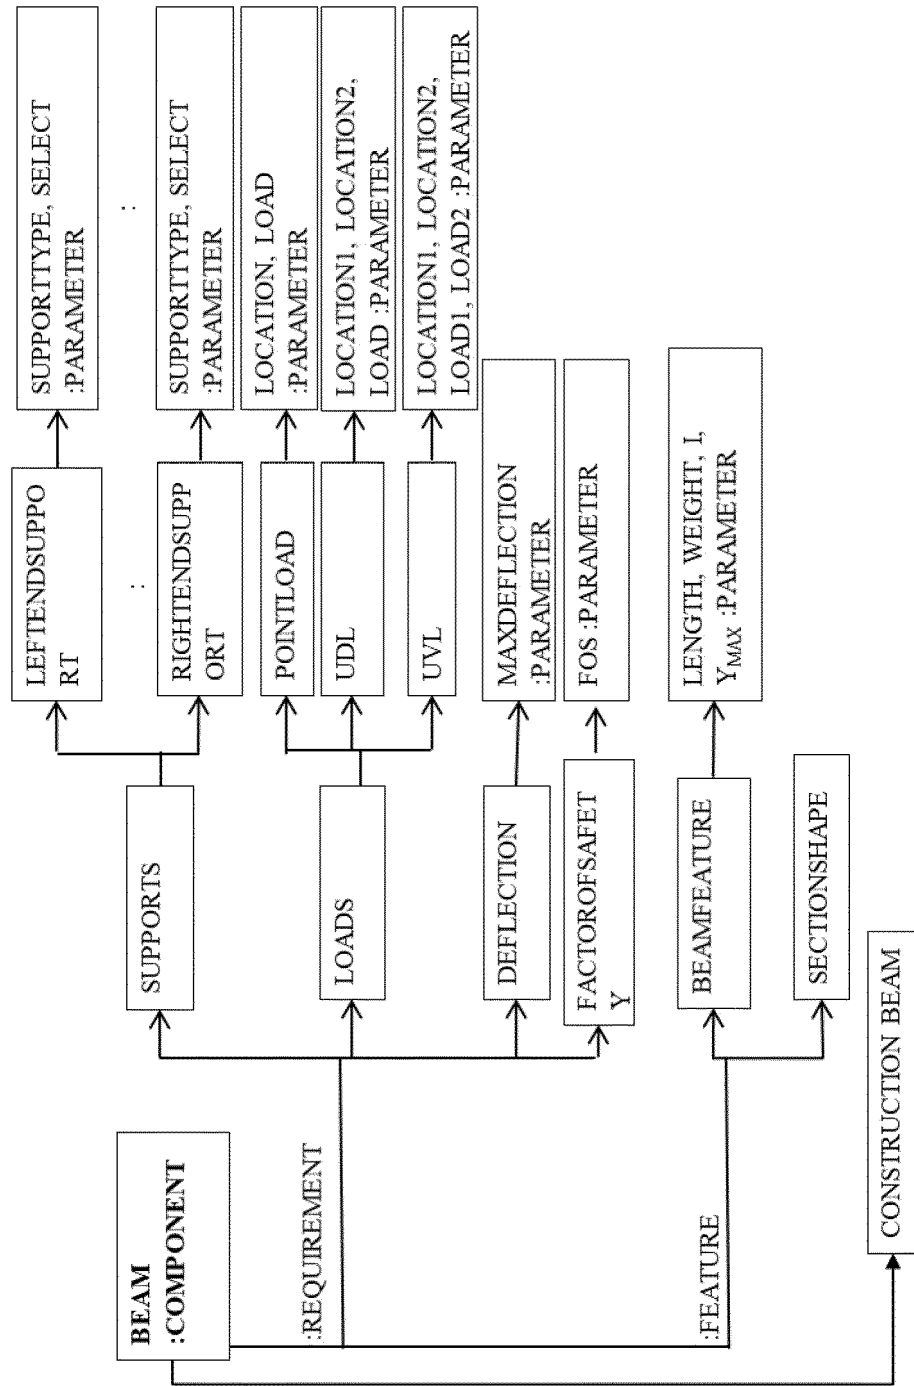 BEAM
:COMPONENT
:REQUIREMENT
SUPPORTS
LEFTENDSUPPO
RT
SUPPORTTYPE, SELECT
:PARAMETER
:
:
RIGHTENDSUPP
ORT
SUPPORTTYPE, SELECT
:PARAMETER
LOADS
POINTLOAD
LOCATION, LOAD
:PARAMETER
UDL
LOCATION1, LOCATION2,
LOAD :PARAMETER
UVL
LOCATION1, LOCATION2,
LOAD1, LOAD2 :PARAMETER
DEFLECTION
MAXDEFLECTION
:PARAMETER
FACTOROFSAFET
Y
FOS :PARAMETER
:FEATURE
BEAMFEATURE
LENGTH, WEIGHT, I,
YMAX :PARAMETER
SECTIONSHAPE
CONSTRUCTION BEAM